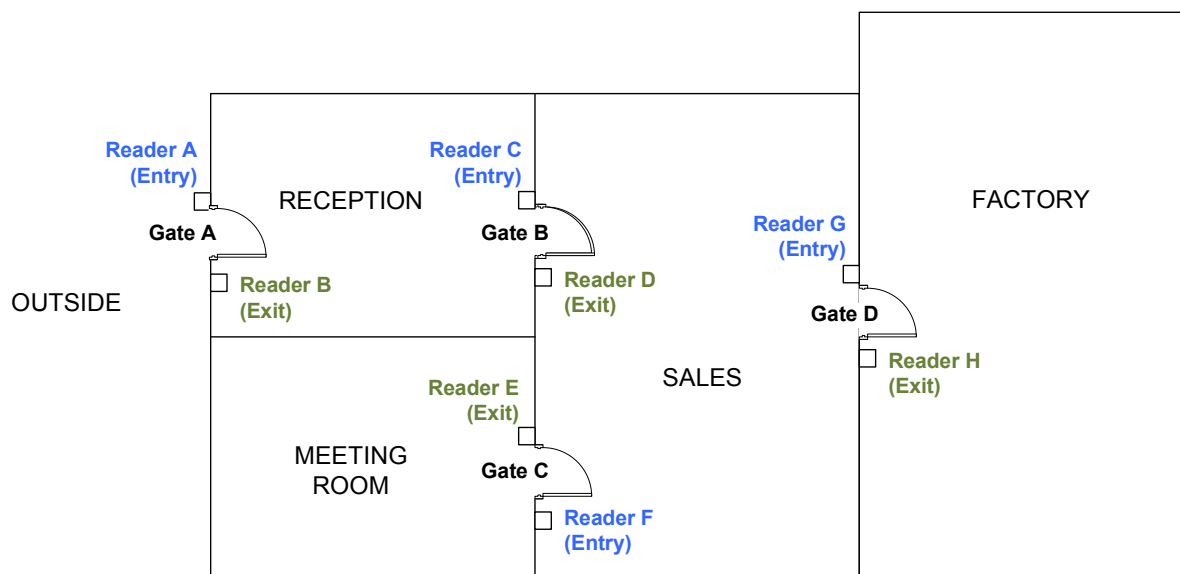 Reader A
(Entry)
Gate A
Reader B
(Exit)
OUTSIDE
RECEPTION
Reader C
(Entry)
Gate B
Reader D
(Exit)
MEETING
ROOM
Reader E
(Exit)
Gate C
Reader F
(Entry)
SALES
Reader G
(Entry)
Gate D
Reader H
(Exit)
FACTORY